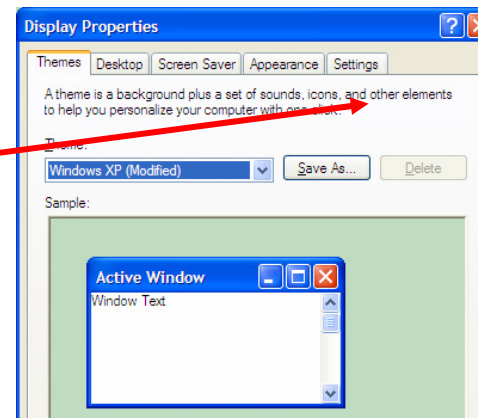 Display Properties
?
Themes Desktop Screen Saver Appearance Settings
A theme is a background plus a set of sounds, icons, and other elements
to help you personalize your computer with one click.
Theme:
Windows XP (Modified) Save As... Delete
Sample:
Active Window
Window Text